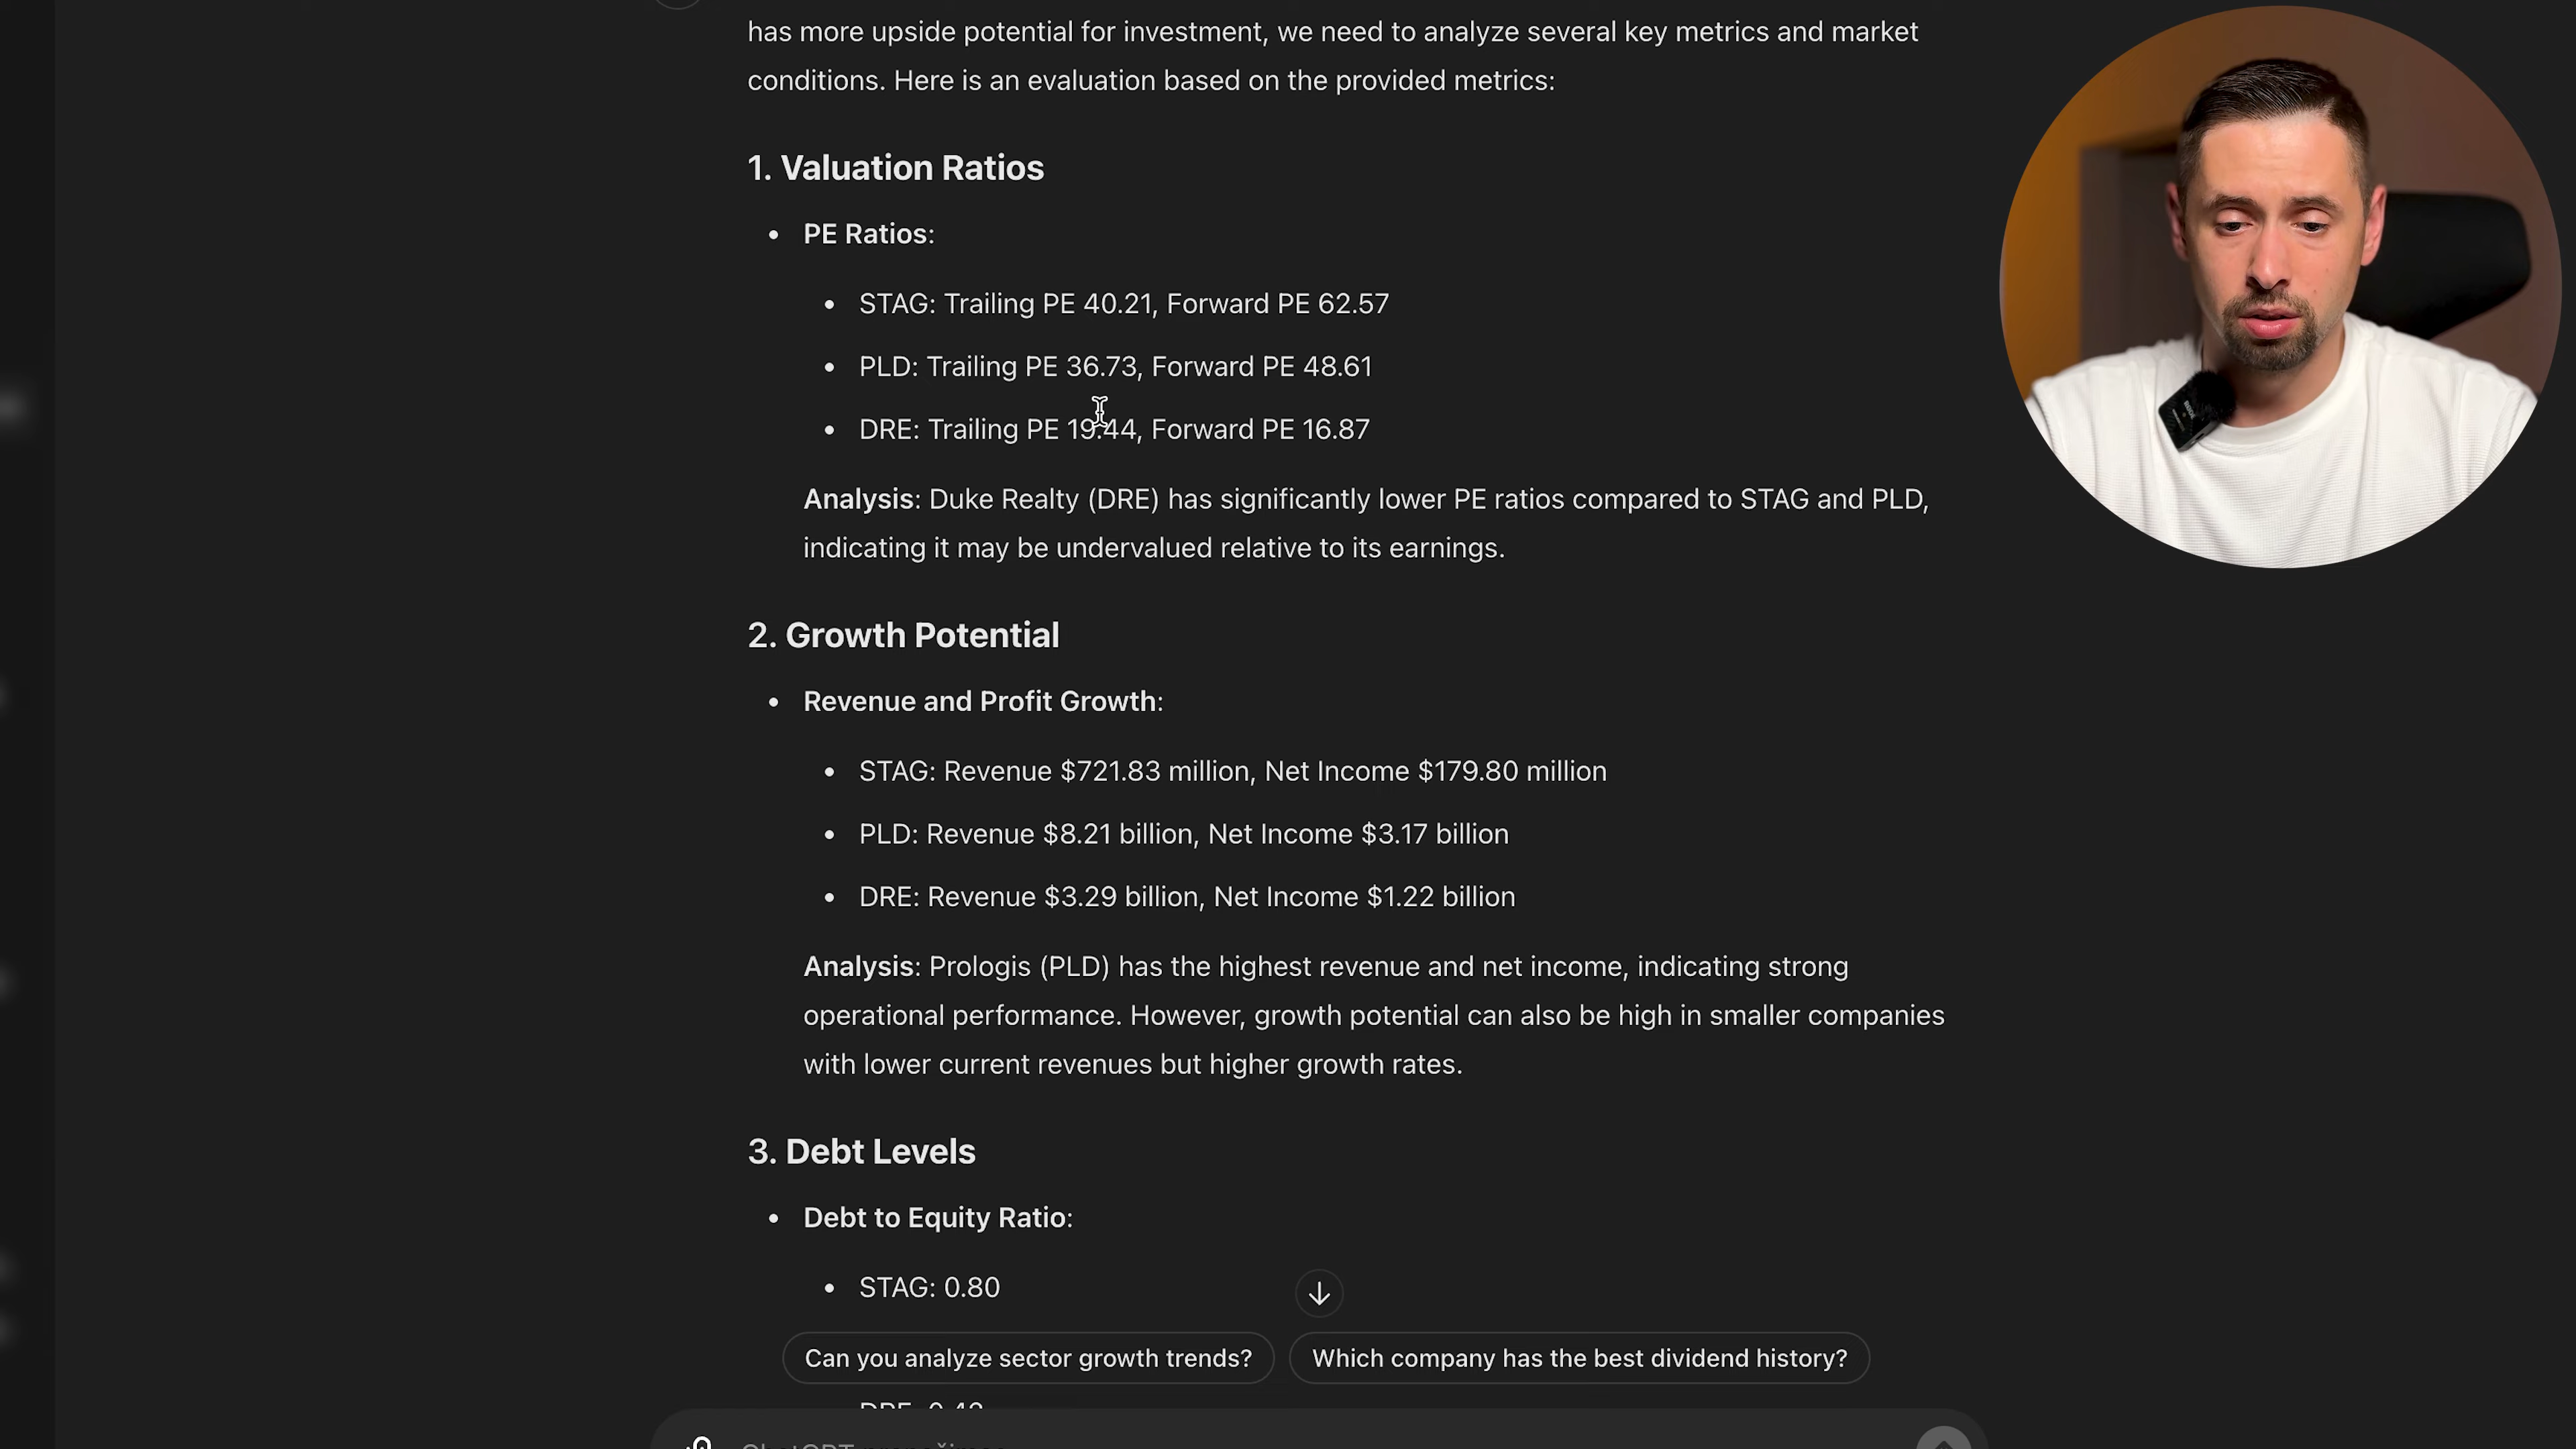 has more upside potential for investment, we need to analyze several key metrics and market
conditions. Here is an evaluation based on the provided metrics:
1. Valuation Ratios
• PE Ratios:
• STAG: Trailing PE 40.21, Forward PE 62.57
• PLD: Trailing PE 36.73, Forward PE 48.61
• DRE: Trailing PE 19.44, Forward PE 16.87
Analysis: Duke Realty (DRE) has significantly lower PE ratios compared to STAG and PLD,
indicating it may be undervalued relative to its earnings.
2. Growth Potential
• Revenue and Profit Growth:
• STAG: Revenue $721.83 million, Net Income $179.80 million
• PLD: Revenue $8.21 billion, Net Income $3.17 billion
• DRE: Revenue $3.29 billion, Net Income $1.22 billion
Analysis: Prologis (PLD) has the highest revenue and net income, indicating strong
operational performance. However, growth potential can also be high in smaller companies
with lower current revenues but higher growth rates.
3. Debt Levels
• Debt to Equity Ratio:
• STAG: 0.80
Can you analyze sector growth trends? Which company has the best dividend history?